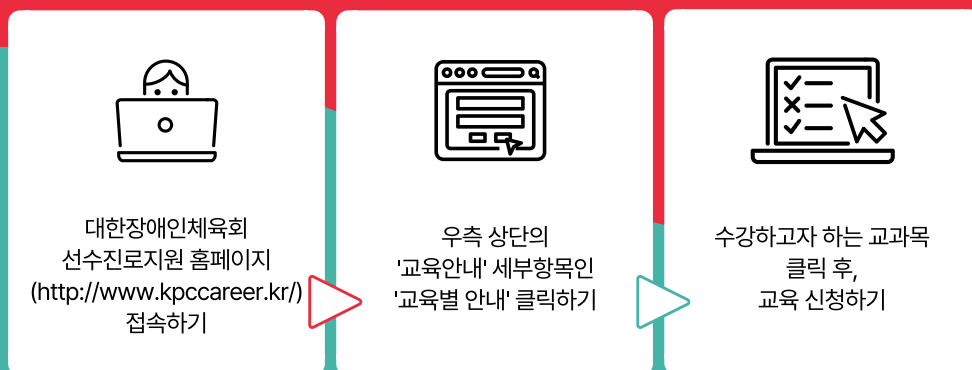 대한장애인체육회
선수진로지원 홈페이지
(http://www.kpccareer.kr/)
접속하기
우측 상단의
'교육안내' 세부항목인
'교육별 안내' 클릭하기
수강하고자 하는 교과목
클릭 후,
교육 신청하기